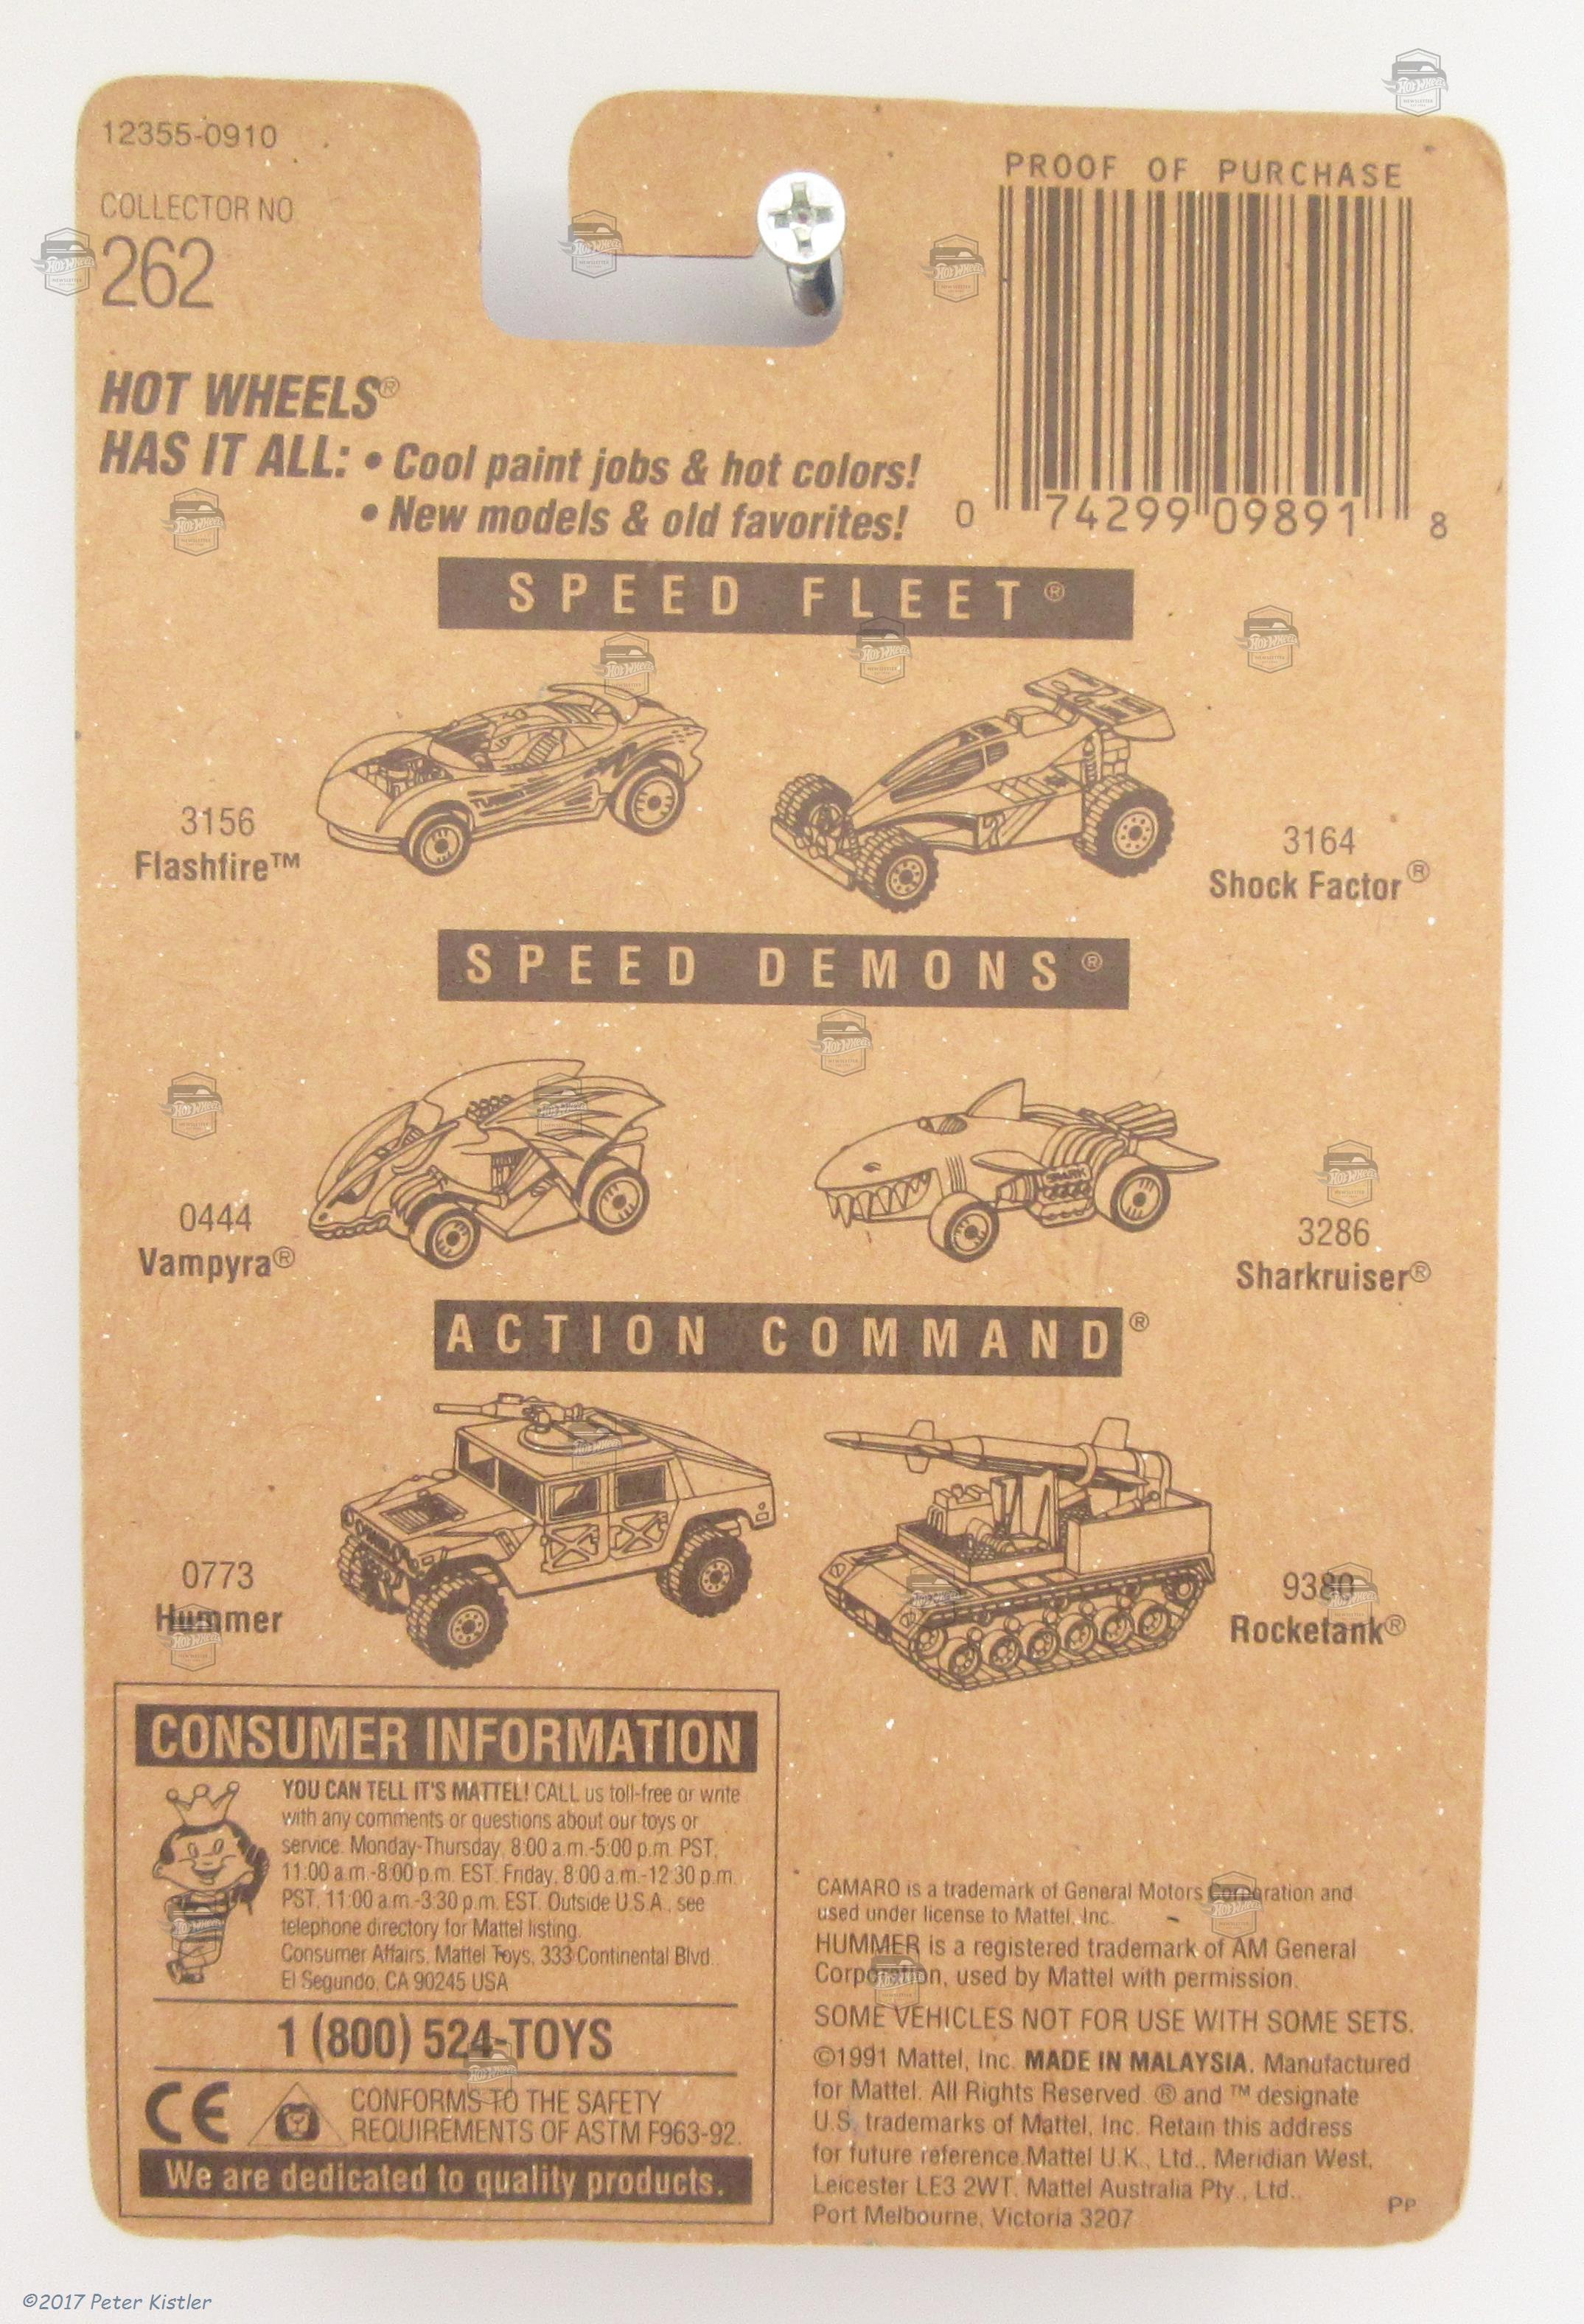 12355-0910
COLLECTOR NO.
262
PROOF OF PURCHASE
0 74299 09891 8
HOT WHEELS®
HAS IT ALL: • Cool paint jobs & hot colors!
• New models & old favorites!
SPEED FLEET®
3156
Flashfire™
3164
Shock Factor®
SPEED DEMONS®
0444
Vampyra®
3286
Sharkruiser®
ACTION COMMAND®
0773
Hummer
9380
Rocketank®
CONSUMER INFORMATION
YOU CAN TELL IT'S MATTEL! CALL us toll-free or write
with any comments or questions about our toys or
service. Monday-Thursday, 8:00 a.m.-5:00 p.m. PST,
11:00 a.m.-8:00 p.m. EST. Friday, 8:00 a.m.-12:30 p.m.
PST, 11:00 a.m.-3:30 p.m. EST. Outside U.S.A., see
telephone directory for Mattel listing.
Consumer Affairs, Mattel Toys, 333 Continental Blvd.
El Segundo, CA 90245 USA
1 (800) 524-TOYS
CE
CONFORMS TO THE SAFETY
REQUIREMENTS OF ASTM F963-92.
We are dedicated to quality products.
CAMARO is a trademark of General Motors Corporation and
used under license to Mattel, Inc.
HUMMER is a registered trademark of AM General
Corporation, used by Mattel with permission.
SOME VEHICLES NOT FOR USE WITH SOME SETS.
©1991 Mattel, Inc. MADE IN MALAYSIA. Manufactured
for Mattel. All Rights Reserved. ® and ™ designate
U.S. trademarks of Mattel, Inc. Retain this address
for future reference Mattel U.K., Ltd., Meridian West,
Leicester LE3 2WT. Mattel Australia Pty., Ltd.,
Port Melbourne, Victoria 3207
PP
©2017 Peter Kistler